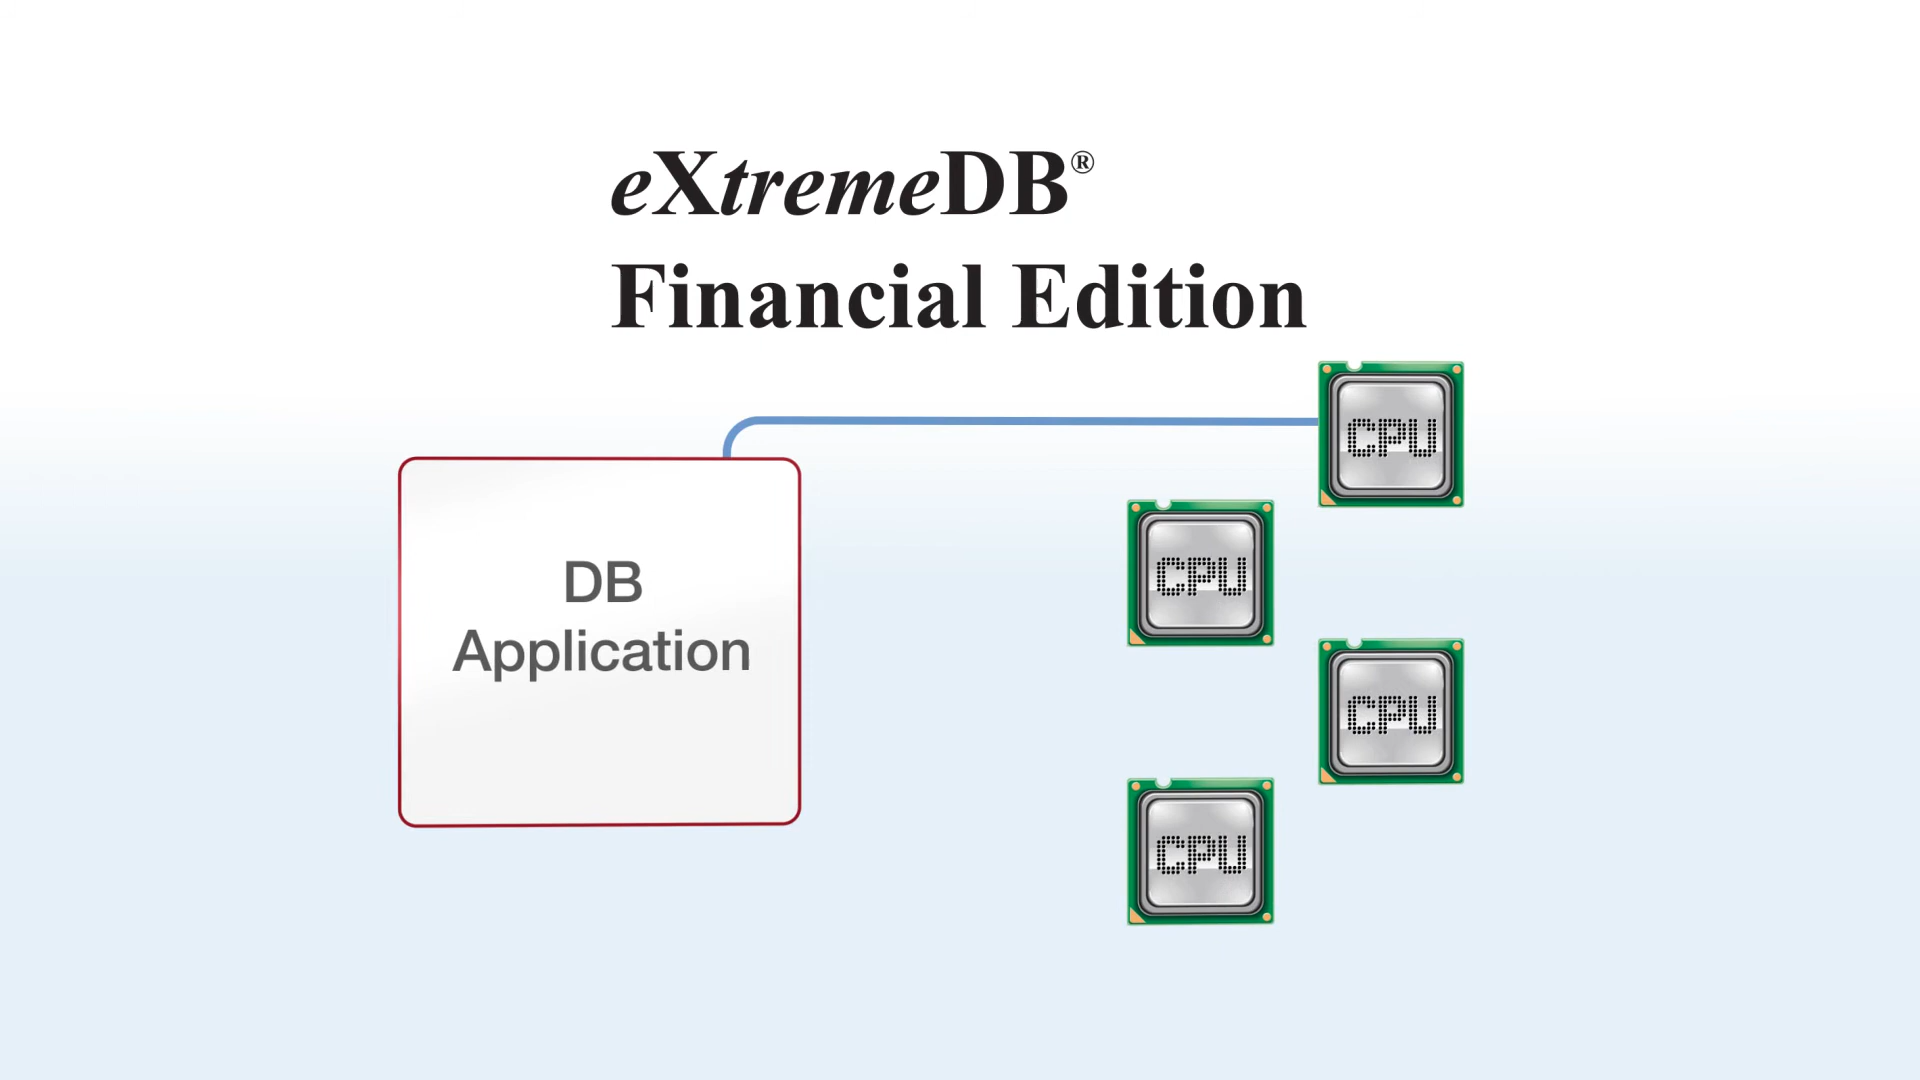 eXtremeDB®
Financial Edition
CPU
CPU
DB
Application
CPU
CPU